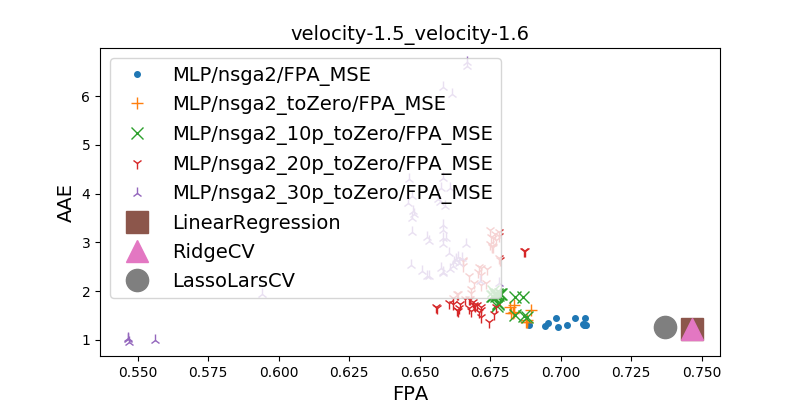 velocity-1.5_velocity-1.6
AAE
6
5
4
3
2
1
MLP/nsga2/FPA_MSE
MLP/nsga2_toZero/FPA_MSE
MLP/nsga2_10p_toZero/FPA_MSE
MLP/nsga2_20p_toZero/FPA_MSE
MLP/nsga2_30p_toZero/FPA_MSE
LinearRegression
RidgeCV
LassoLarsCV
0.550 0.575 0.600 0.625 0.650 0.675 0.700 0.725 0.750
FPA